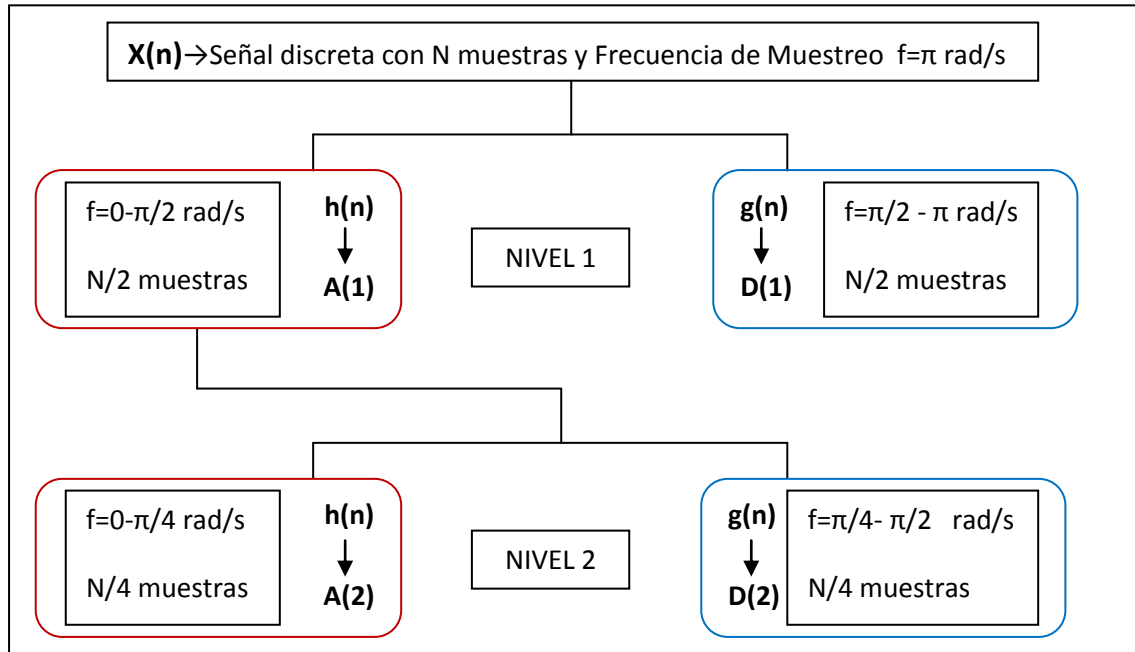 X(n)→Señal discreta con N muestras y Frecuencia de Muestreo f=π rad/s
f=0-π/2 rad/s
N/2 muestras
h(n)
A(1)
NIVEL 1
g(n)
D(1)
f=π/2 - π rad/s
N/2 muestras
f=0-π/4 rad/s
N/4 muestras
h(n)
A(2)
NIVEL 2
g(n)
D(2)
f=π/4- π/2 rad/s
N/4 muestras